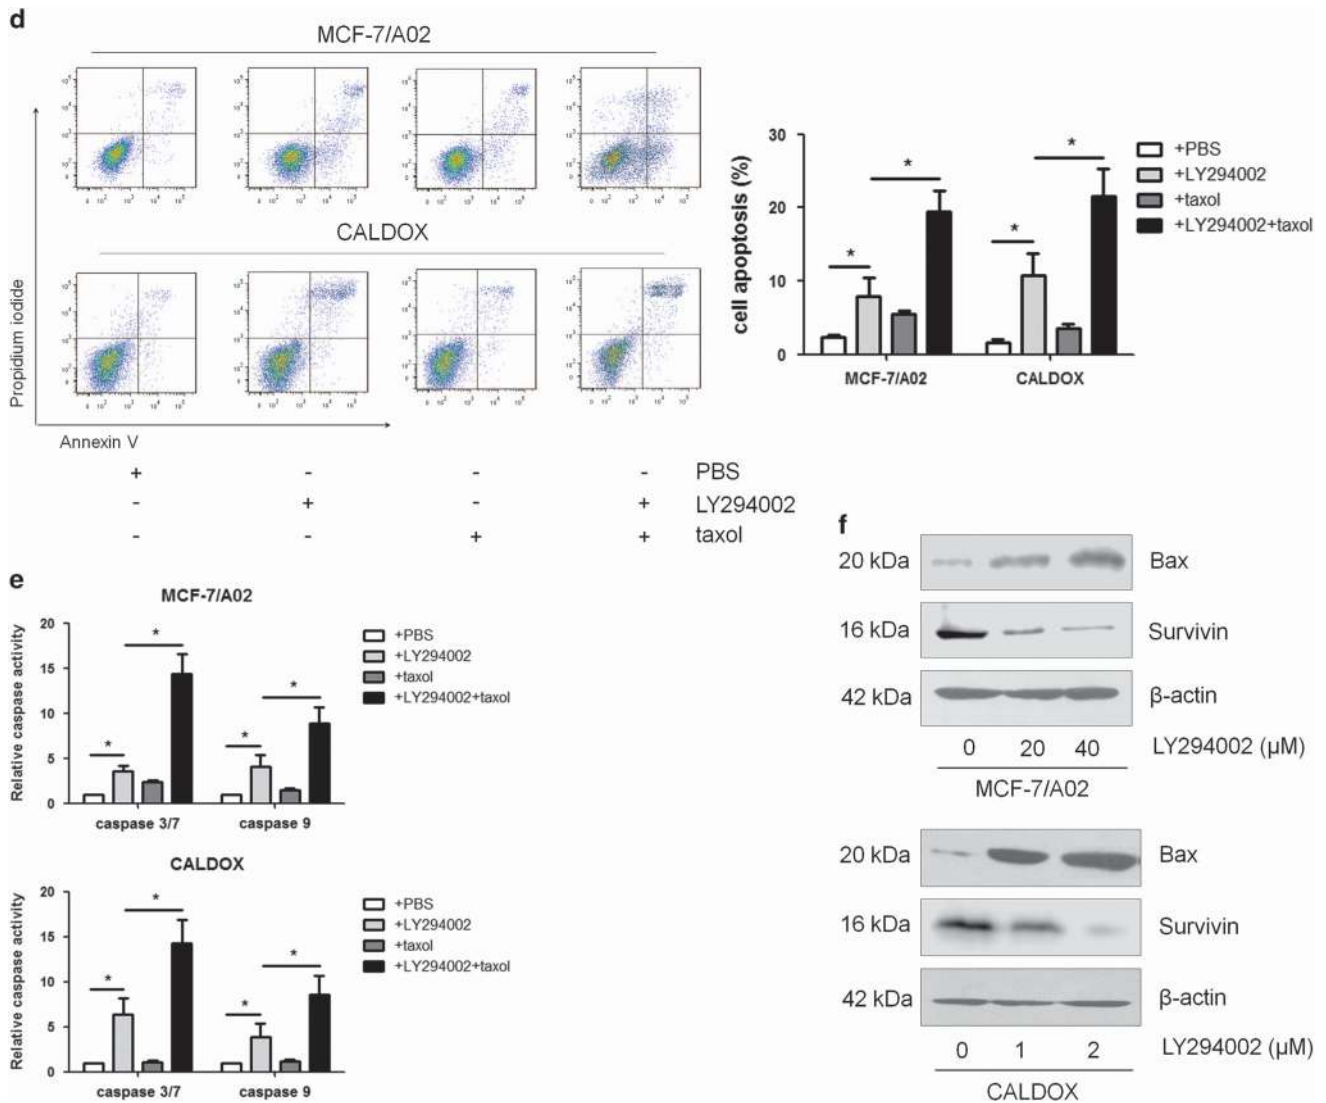 d
MCF-7/A02
CALDOX
Propidium iodide
Annexin V
+ - - - PBS
- + - + LY294002
- - + + taxol
cell apoptosis (%)
30
20
10
0
MCF-7/A02 CALDOX
+PBS
+LY294002
+taxol
+LY294002+taxol
* * * *
e
MCF-7/A02
Relative caspase activity
20
15
10
5
0
* * * *
caspase 3/7 caspase 9
+PBS
+LY294002
+taxol
+LY294002+taxol
CALDOX
Relative caspase activity
20
15
10
5
0
* * * *
caspase 3/7 caspase 9
+PBS
+LY294002
+taxol
+LY294002+taxol
f
20 kDa Bax
16 kDa Survivin
42 kDa β-actin
0 20 40 LY294002 (µM)
MCF-7/A02
20 kDa Bax
16 kDa Survivin
42 kDa β-actin
0 1 2 LY294002 (µM)
CALDOX